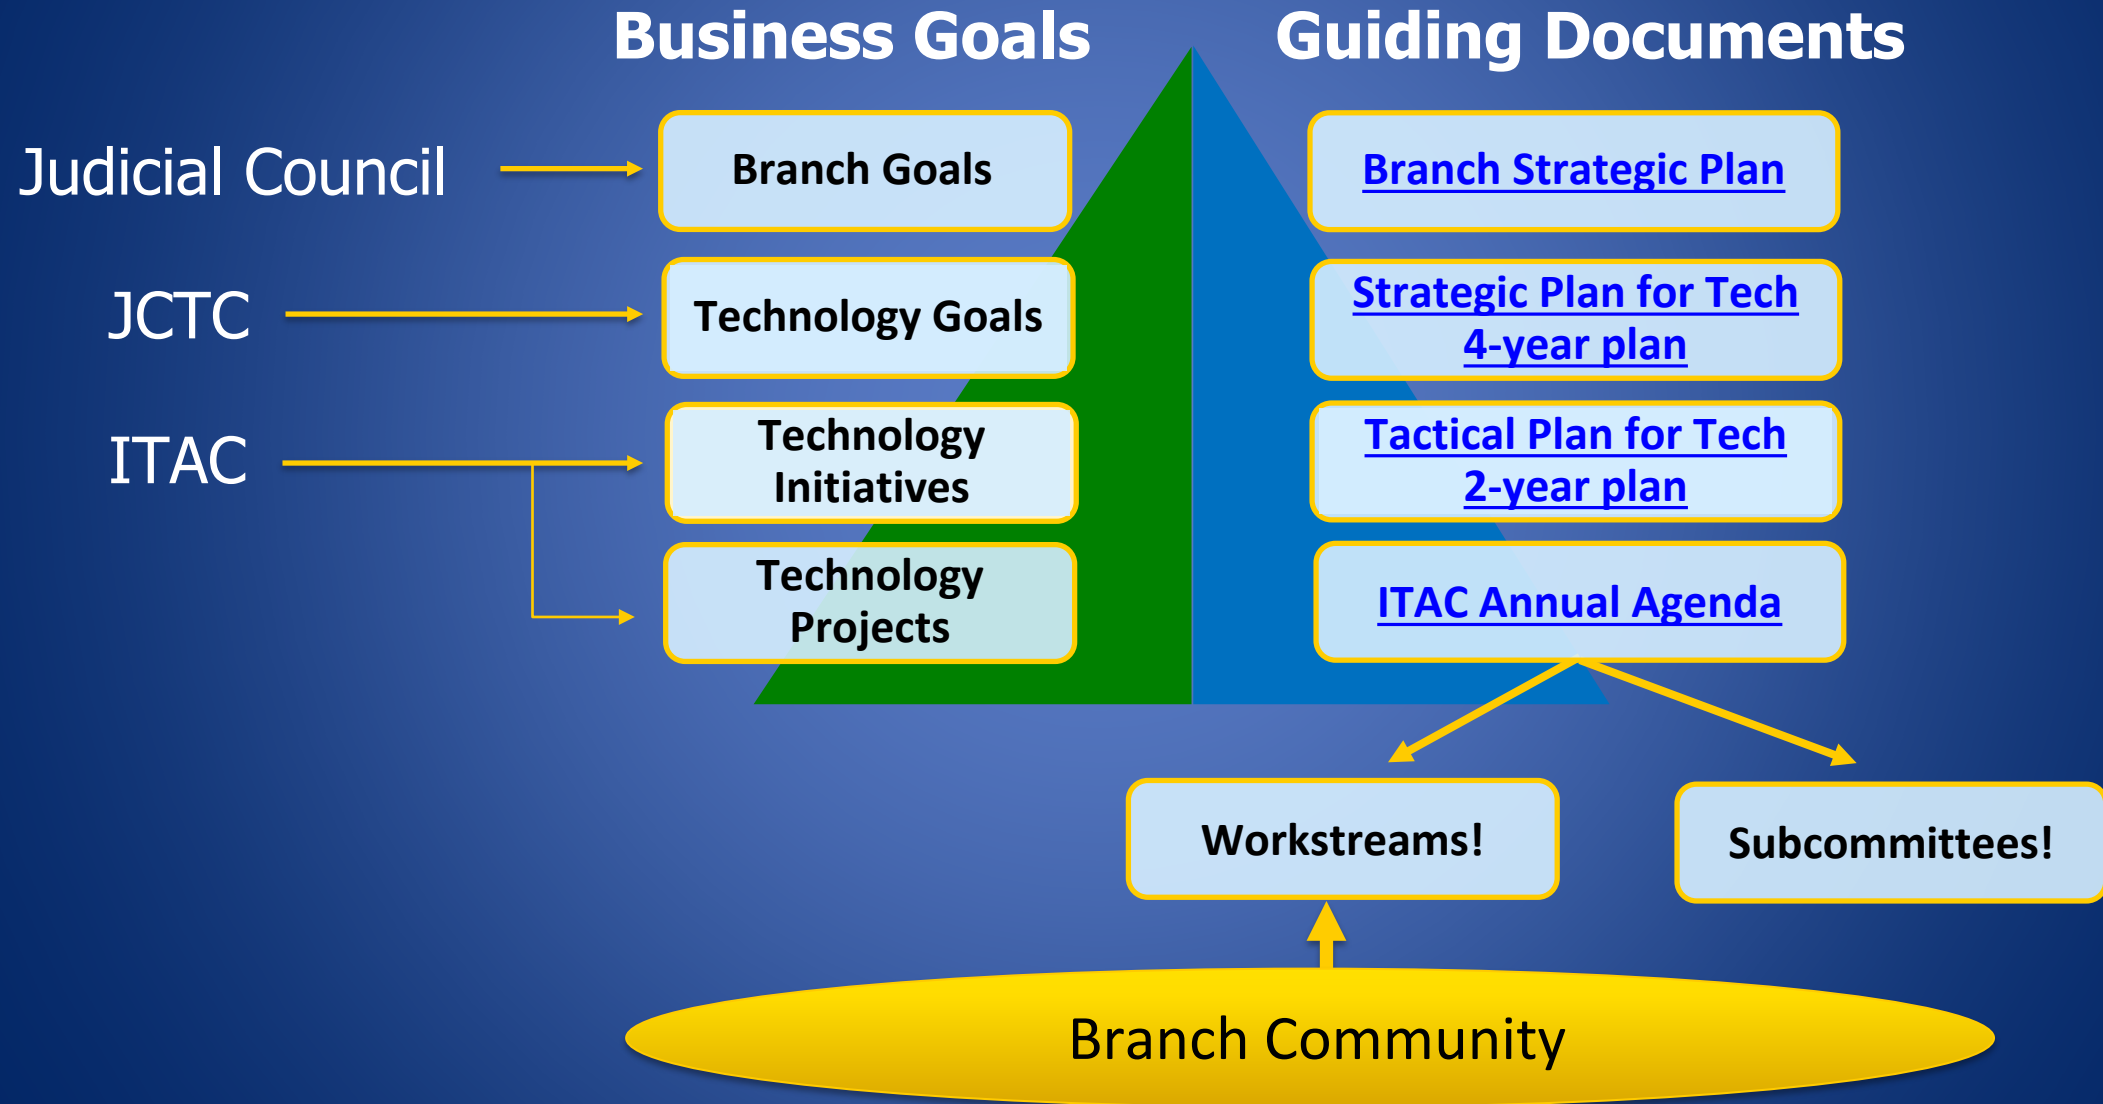 Business Goals
Guiding Documents
Judicial Council
Branch Goals
Branch Strategic Plan
JCTC
Technology Goals
Strategic Plan for Tech
4-year plan
ITAC
Technology
Initiatives
Tactical Plan for Tech
2-year plan
Technology
Projects
ITAC Annual Agenda
Workstreams!
Subcommittees!
Branch Community